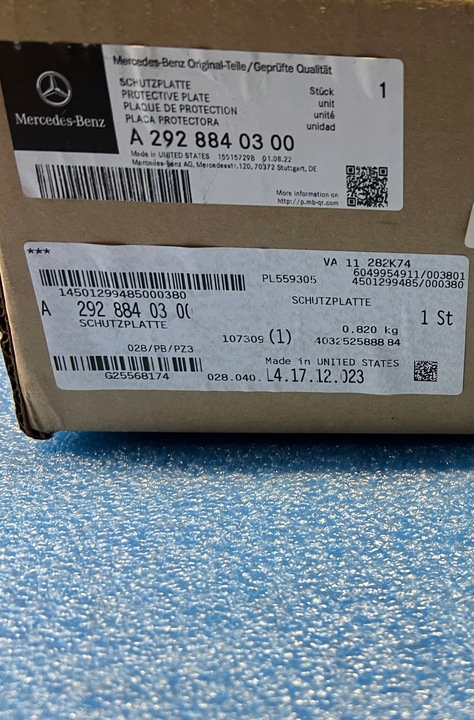 Mercedes-Benz Original-Teile/Geprüfte Qualität
Mercedes-Benz
SCHUTZPLATTE
PROTECTIVE PLATE
PLAQUE DE PROTECTION
PLACA PROTECTORA
Stück 1
unit
unité
unidad
A 292 884 03 00
Made in UNITED STATES 15515729B 01.08.22
Mercedes-Benz AG, Mercedesstr.120, 70372 Stuttgart, DE
More information on
http://p.mb-qr.com
***
VA 11 282K74
6049954911/003801
PL559305 4501299485/000380
14501299485000380
SCHUTZPLATTE
A 292 884 03 00
1 St
SCHUTZPLATTE
0.820 kg
107309 (1) 4032525888 84
028/PB/PZ3
Made in UNITED STATES
G25568174 028.040. L4.17.12.023